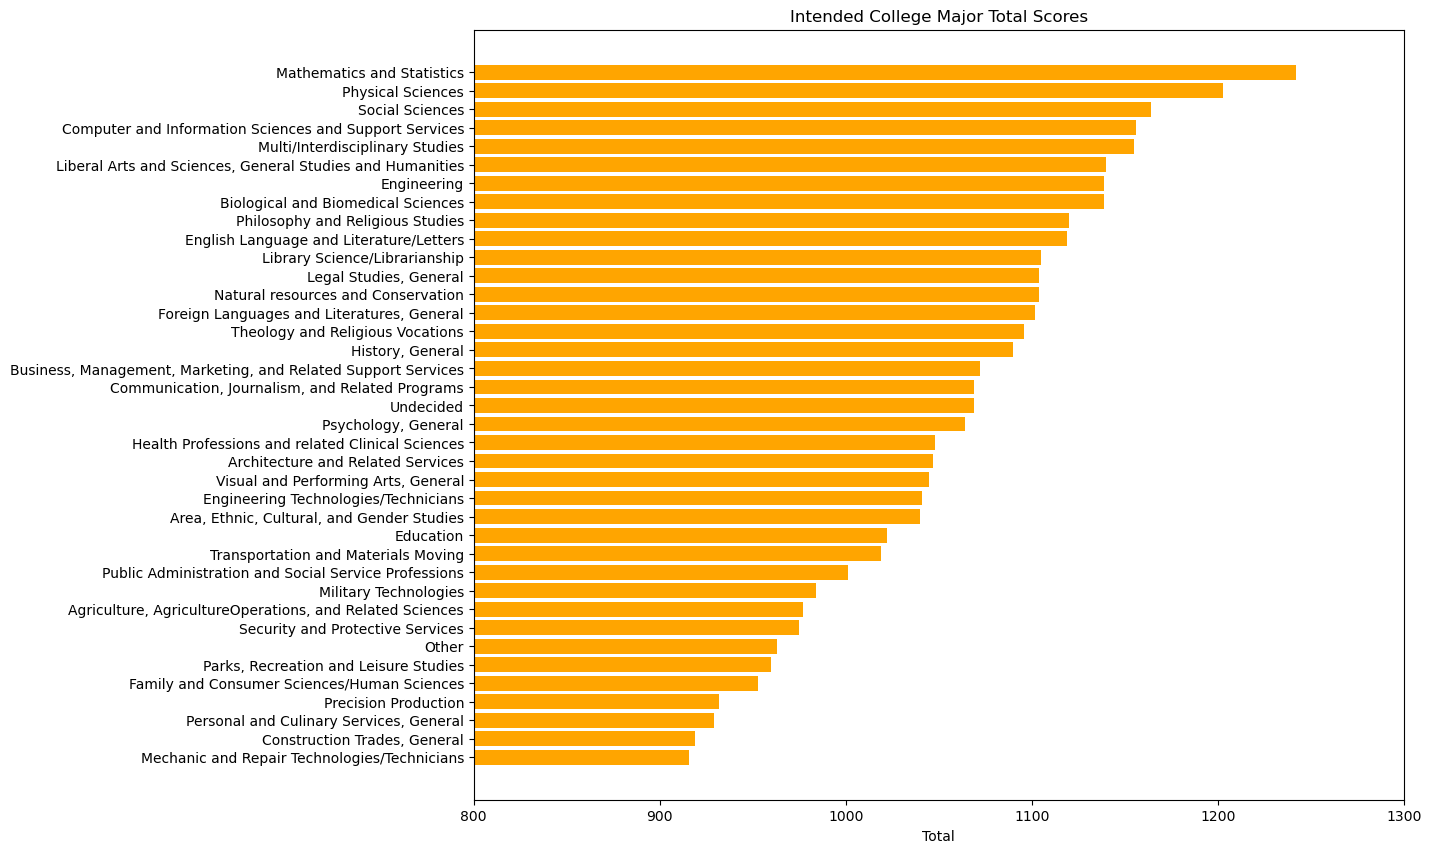 Intended College Major Total Scores
Mathematics and Statistics
Physical Sciences
Social Sciences
Computer and Information Sciences and Support Services
Multi/Interdisciplinary Studies
Liberal Arts and Sciences, General Studies and Humanities
Engineering
Biological and Biomedical Sciences
Philosophy and Religious Studies
English Language and Literature/Letters
Library Science/Librarianship
Legal Studies, General
Natural resources and Conservation
Foreign Languages and Literatures, General
Theology and Religious Vocations
History, General
Business, Management, Marketing, and Related Support Services
Communication, Journalism, and Related Programs
Undecided
Psychology, General
Health Professions and related Clinical Sciences
Architecture and Related Services
Visual and Performing Arts, General
Engineering Technologies/Technicians
Area, Ethnic, Cultural, and Gender Studies
Education
Transportation and Materials Moving
Public Administration and Social Service Professions
Military Technologies
Agriculture, AgricultureOperations, and Related Sciences
Security and Protective Services
Other
Parks, Recreation and Leisure Studies
Family and Consumer Sciences/Human Sciences
Precision Production
Personal and Culinary Services, General
Construction Trades, General
Mechanic and Repair Technologies/Technicians
800 900 1000 1100 1200 1300
Total